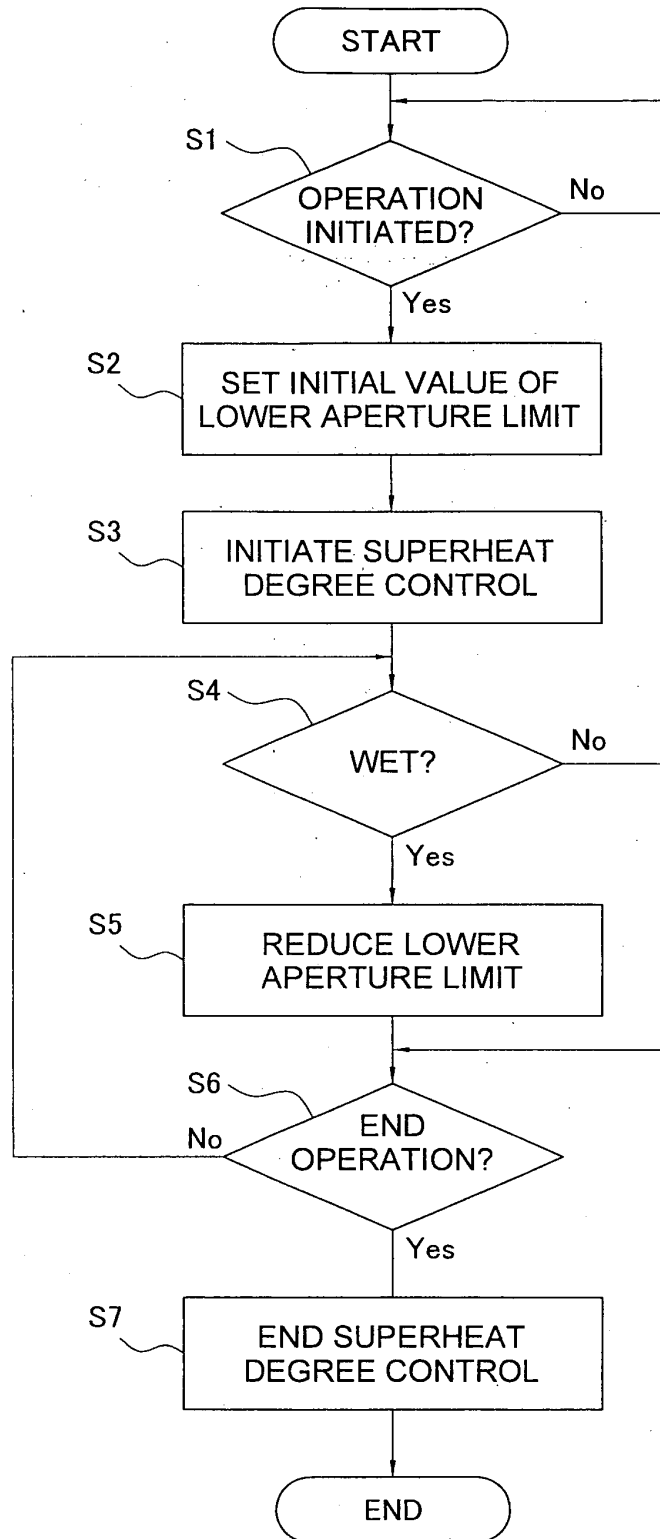 START
S1
OPERATION
INITIATED?
No
Yes
S2
SET INITIAL VALUE OF
LOWER APERTURE LIMIT
S3
INITIATE SUPERHEAT
DEGREE CONTROL
S4
WET?
No
Yes
S5
REDUCE LOWER
APERTURE LIMIT
S6
END
OPERATION?
No
Yes
S7
END SUPERHEAT
DEGREE CONTROL
END